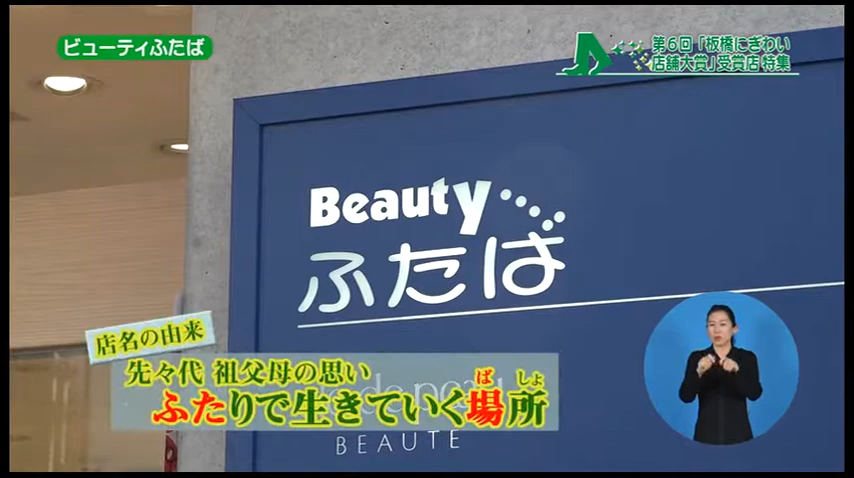 ビューティふたば
第6回「板橋にぎわい
店舗大賞」受賞店 特集
Beauty
ふたば
店名の由来
先々代 祖父母の思い
ば しょ
ふたりで生きていく場所
BEAUTE